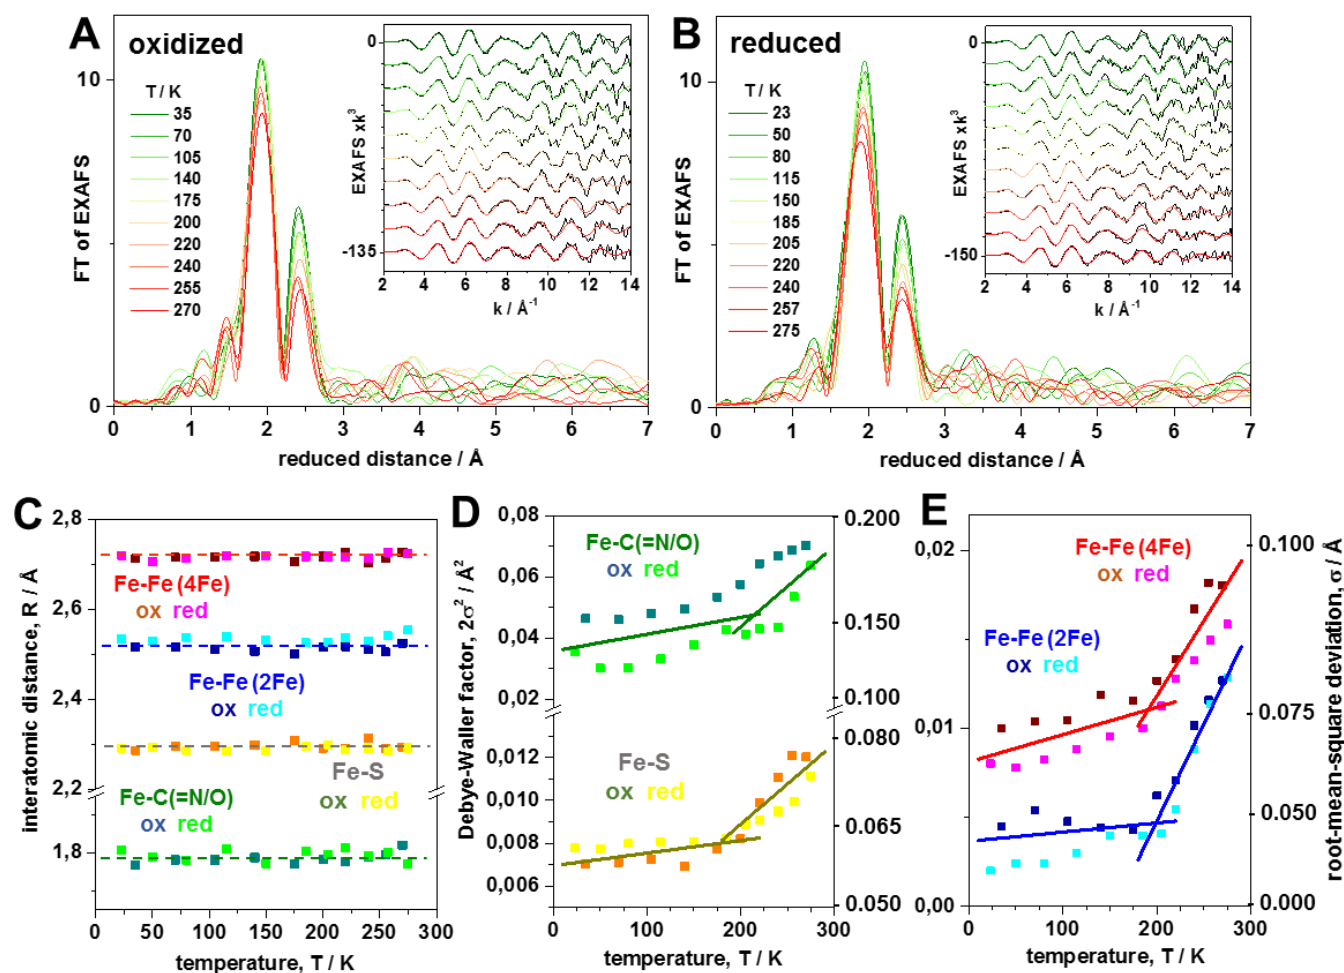 A
oxidized
T / K
35
70
105
140
175
200
220
240
255
270
10
0
FT of EXAFS
0 1 2 3 4 5 6 7
reduced distance / Å
0
-135
EXAFS xk³
2 4 6 8 10 12 14
k / Å⁻¹
B
reduced
T / K
23
50
80
115
150
185
205
220
240
257
275
10
0
FT of EXAFS
0 1 2 3 4 5 6 7
reduced distance / Å
0
-150
EXAFS xk³
2 4 6 8 10 12 14
k / Å⁻¹
C
2,8
2,6
2,4
2,2
1,8
interatomic distance, R / Å
Fe-Fe (4Fe)
ox red
Fe-Fe (2Fe)
ox red
Fe-S
ox red
Fe-C(=N/O)
ox red
0 50 100 150 200 250 300
temperature, T / K
D
0,08
0,06
0,04
0,02
0,012
0,010
0,008
0,006
Debye-Waller factor, 2σ² / Å²
Fe-C(=N/O)
ox red
Fe-S
ox red
0.200
0.150
0.100
0.080
0.065
0.050
0 100 200 300
temperature, T / K
E
0,02
0,01
0,00
Fe-Fe (4Fe)
ox red
Fe-Fe (2Fe)
ox red
0.100
0.075
0.050
0.000
root-mean-square deviation, σ / Å
0 50 100 150 200 250 300
temperature, T / K